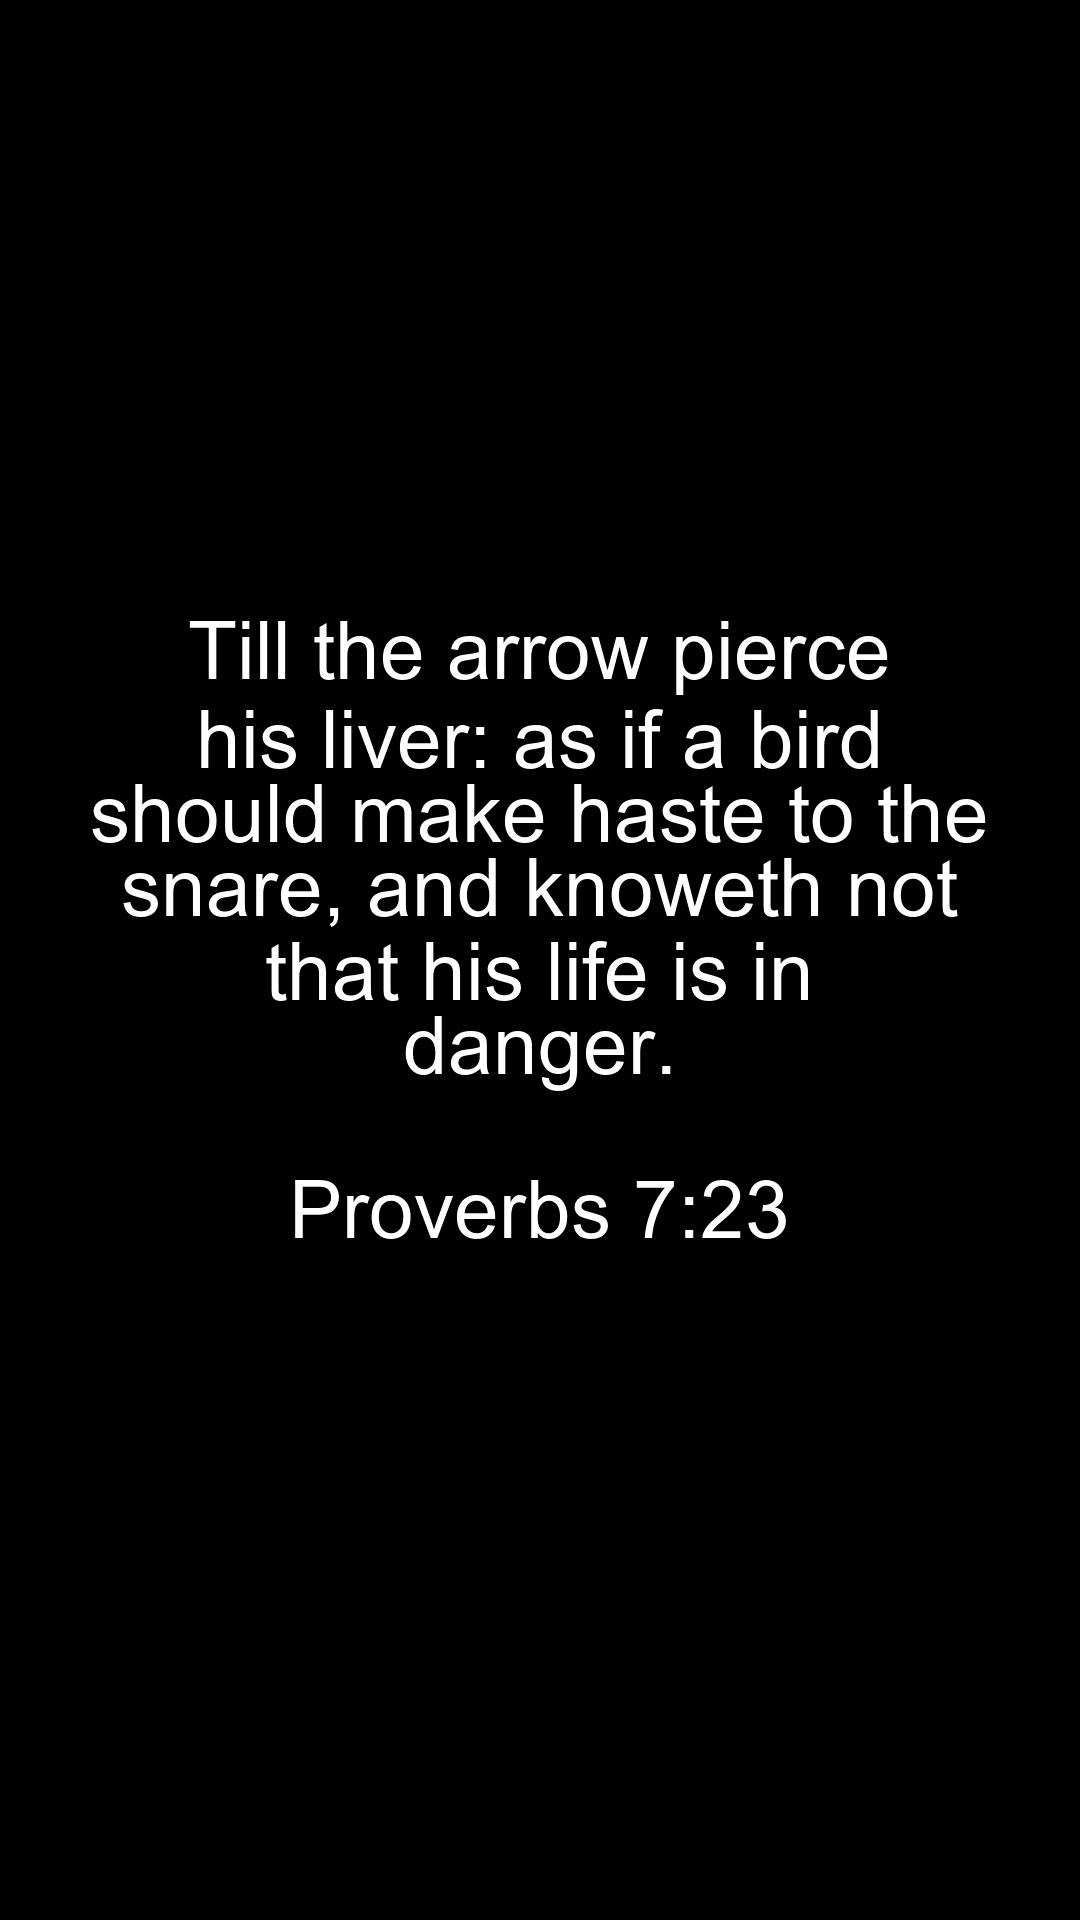 Till the arrow pierce
his liver: as if a bird
should make haste to the
snare, and knoweth not
that his life is in
danger.
Proverbs 7:23